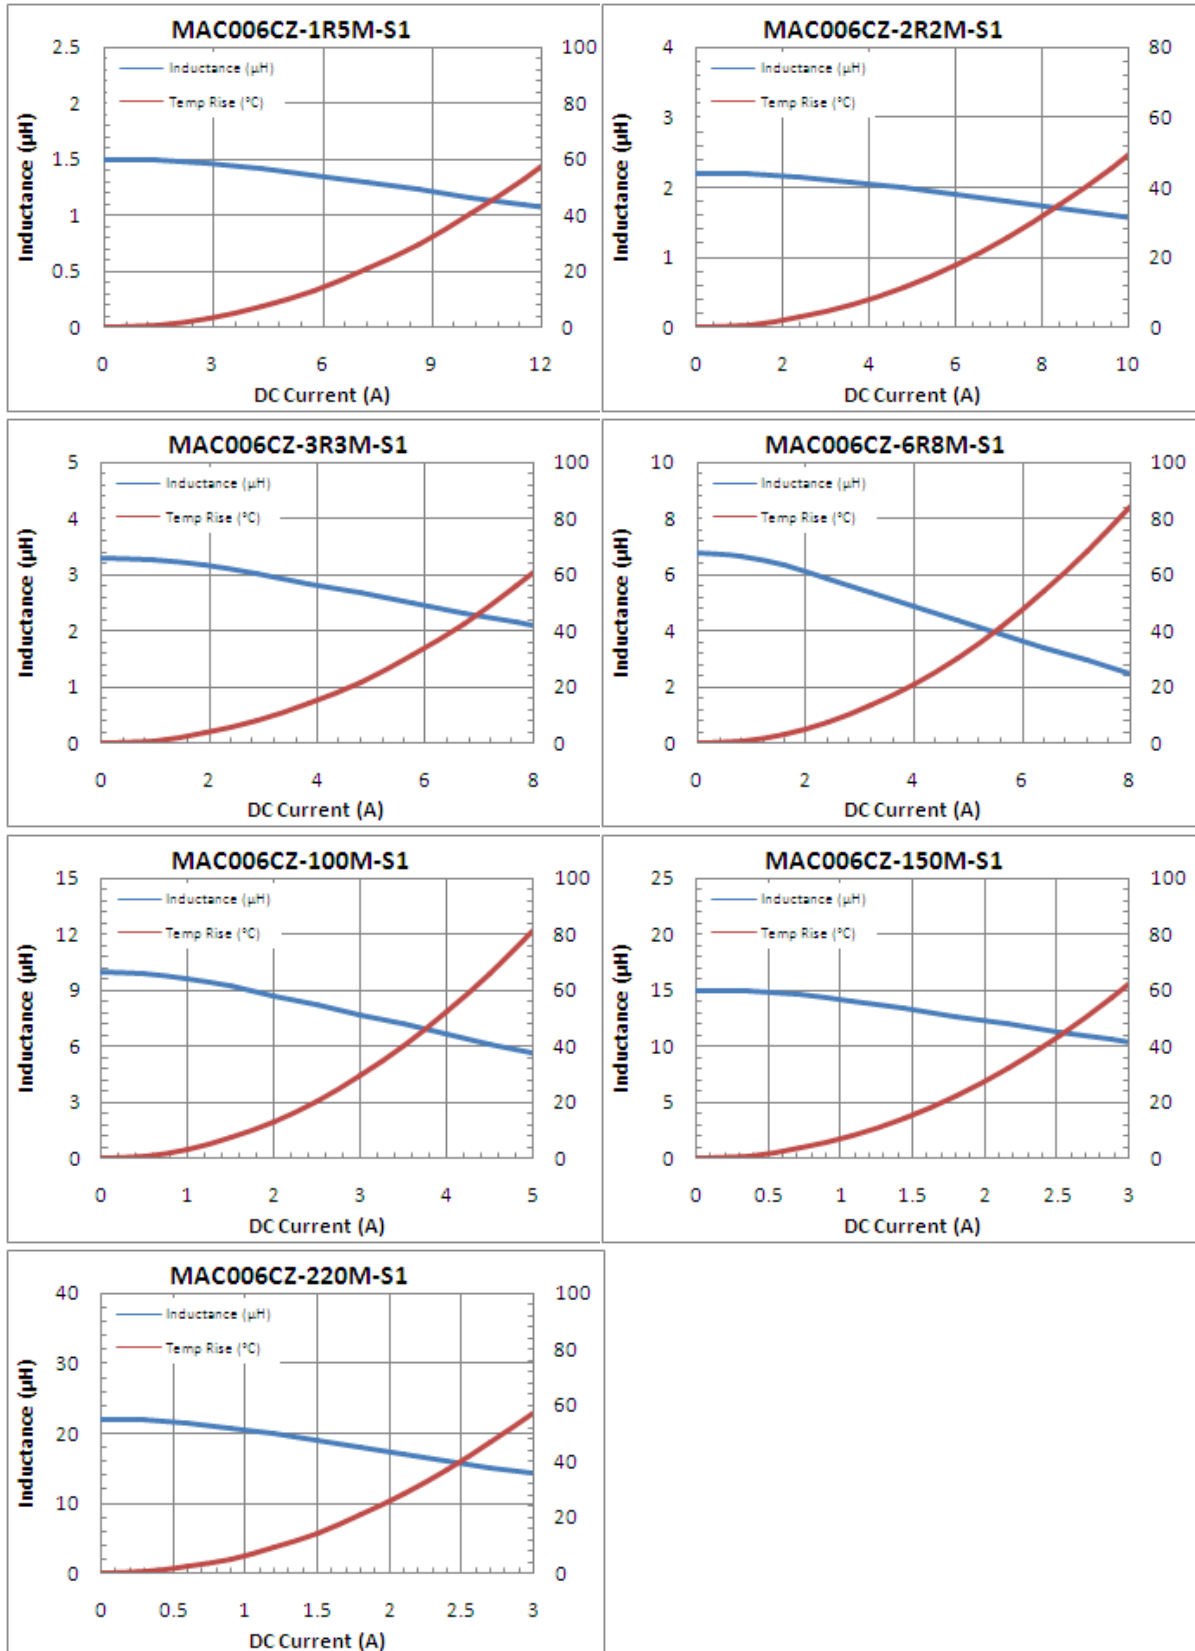 MAC006CZ-1R5M-S1
Inductance (µH)
Temp Rise (°C)
2.5
2
1.5
1
0.5
0
100
80
60
40
20
0
Inductance (µH)
0 3 6 9 12
DC Current (A)
MAC006CZ-2R2M-S1
Inductance (µH)
Temp Rise (°C)
4
3
2
1
0
80
60
40
20
0
Inductance (µH)
0 2 4 6 8 10
DC Current (A)
MAC006CZ-3R3M-S1
Inductance (µH)
Temp Rise (°C)
5
4
3
2
1
0
100
80
60
40
20
0
Inductance (µH)
0 2 4 6 8
DC Current (A)
MAC006CZ-6R8M-S1
Inductance (µH)
Temp Rise (°C)
10
8
6
4
2
0
100
80
60
40
20
0
Inductance (µH)
0 2 4 6 8
DC Current (A)
MAC006CZ-100M-S1
Inductance (µH)
Temp Rise (°C)
15
12
9
6
3
0
100
80
60
40
20
0
Inductance (µH)
0 1 2 3 4 5
DC Current (A)
MAC006CZ-150M-S1
Inductance (µH)
Temp Rise (°C)
25
20
15
10
5
0
100
80
60
40
20
0
Inductance (µH)
0 0.5 1 1.5 2 2.5 3
DC Current (A)
MAC006CZ-220M-S1
Inductance (µH)
Temp Rise (°C)
40
30
20
10
0
100
80
60
40
20
0
Inductance (µH)
0 0.5 1 1.5 2 2.5 3
DC Current (A)